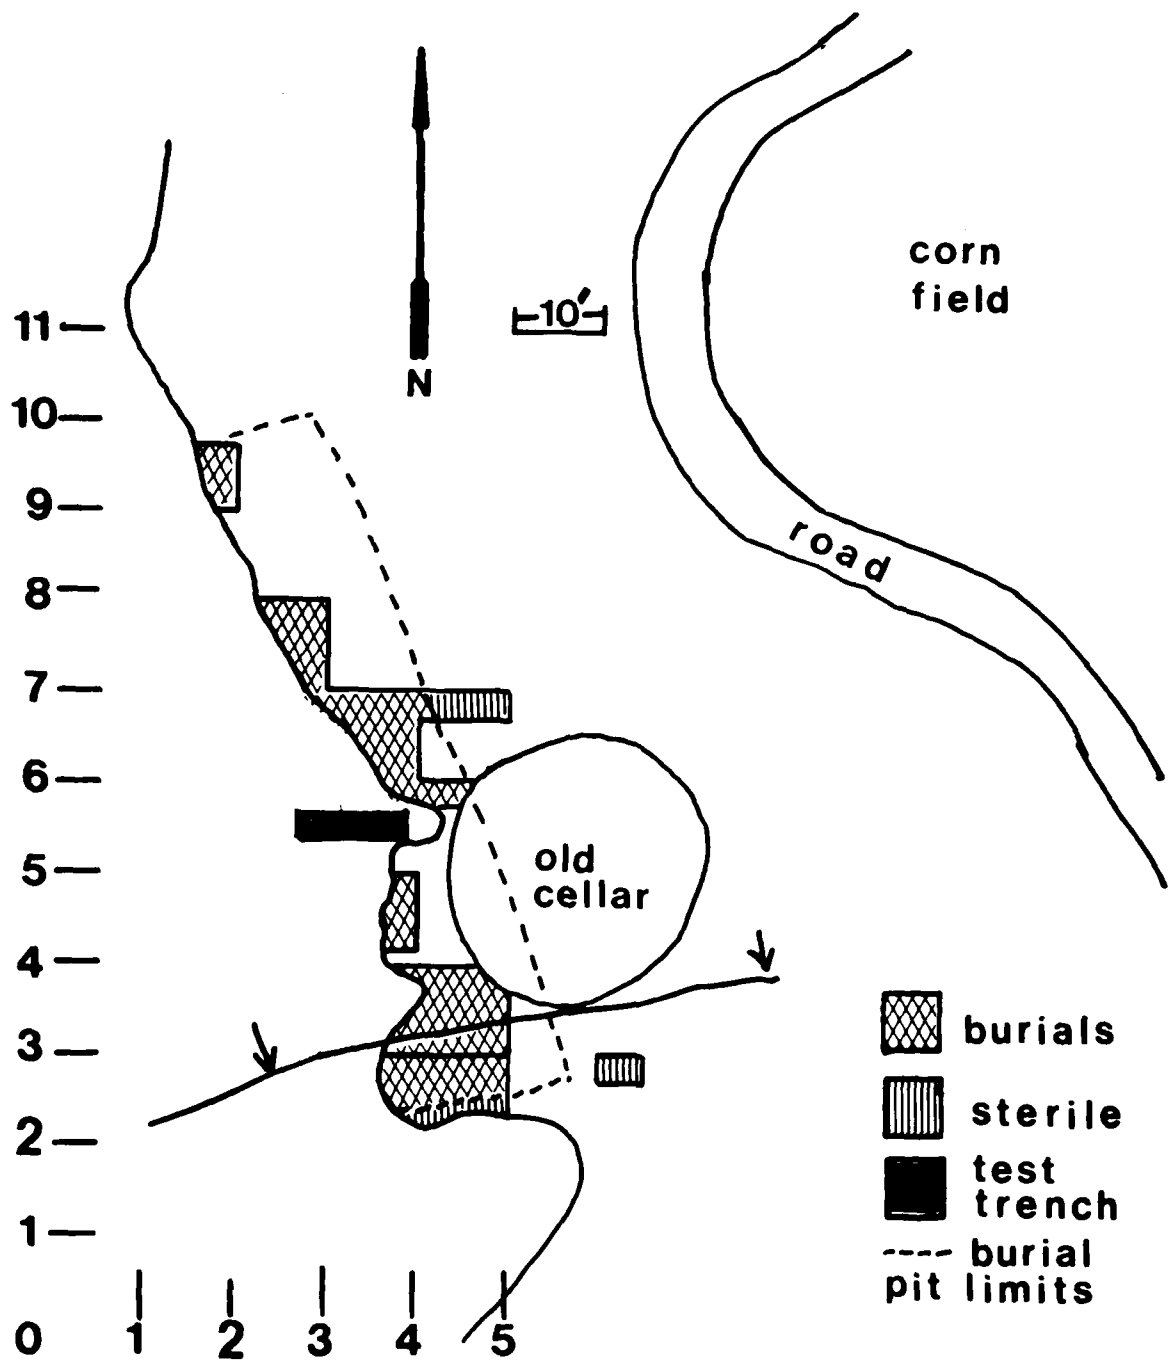 corn
field
11
10'
N
10
9
road
8
7
6
old
cellar
5
4
burials
3
sterile
2
test
trench
1
burial
pit limits
0 1 2 3 4 5